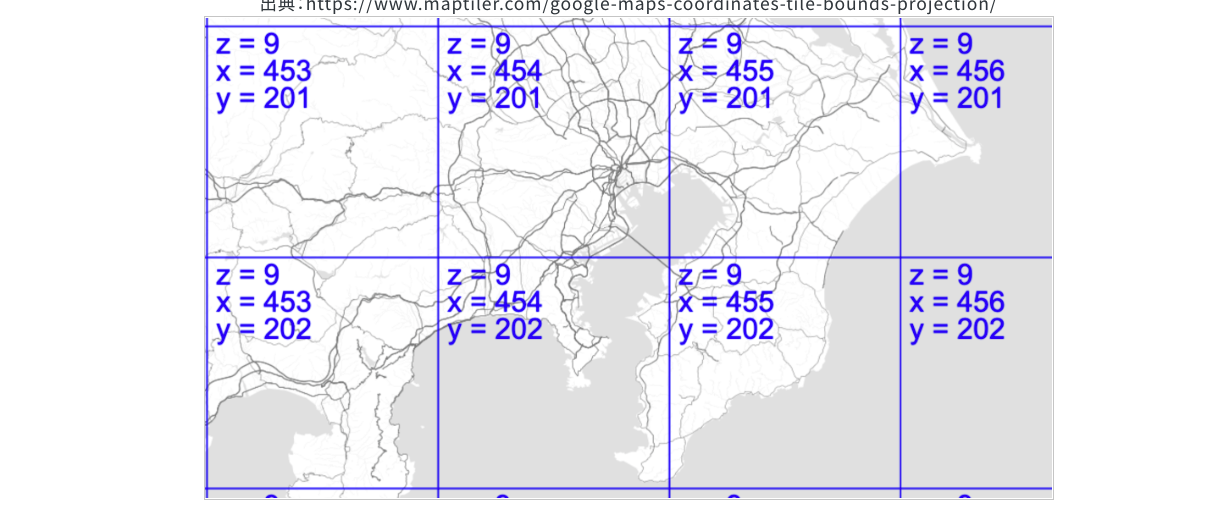 出典：https://www.maptiler.com/google-maps-coordinates-tile-bounds-projection/
z = 9
x = 453
y = 201
z = 9
x = 454
y = 201
z = 9
x = 455
y = 201
z = 9
x = 456
y = 201
z = 9
x = 453
y = 202
z = 9
x = 454
y = 202
z = 9
x = 455
y = 202
z = 9
x = 456
y = 202